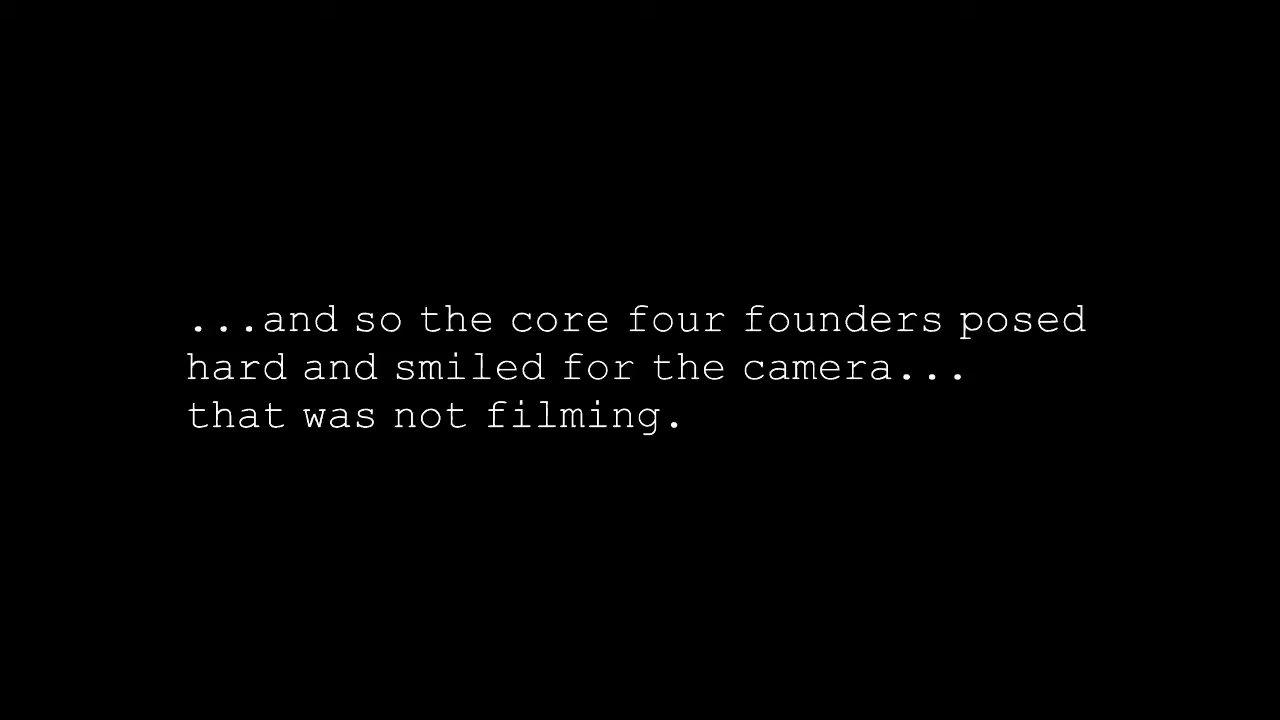 ...and so the core four founders posed
hard and smiled for the camera...
that was not filming.